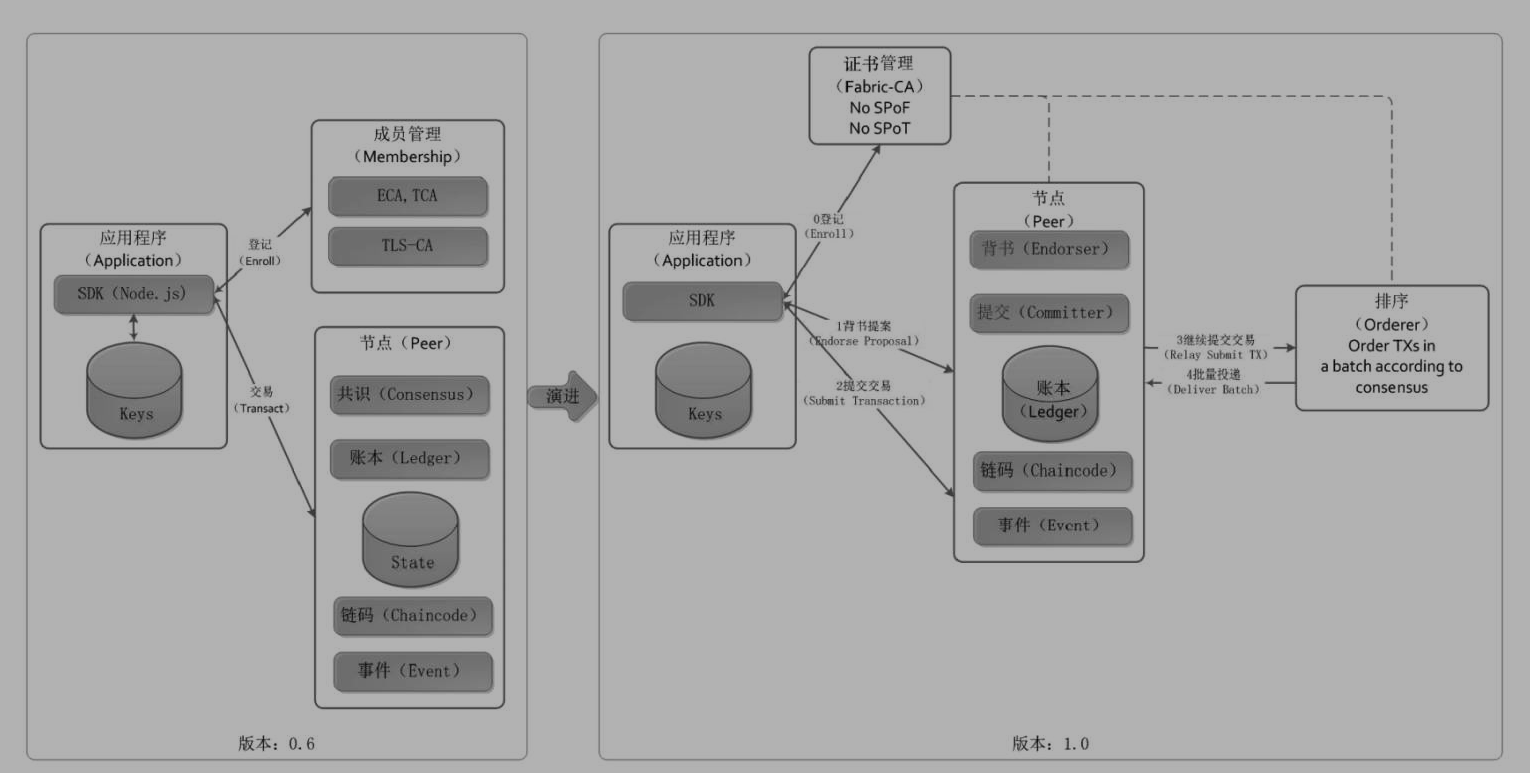 成员管理
（Membership）
ECA,TCA
TLS-CA
应用程序
（Application）
SDK（Node.js）
Keys
登记
（Enroll）
交易
（Transact）
节点（Peer）
共识（Consensus）
账本（Ledger）
State
链码（Chaincode）
事件（Event）
版本：0.6
演进
证书管理
（Fabric-CA）
No SPoF
No SPoT
应用程序
（Application）
SDK
Keys
0登记
（Enroll）
1背书提案
（Endorse Proposal）
2提交交易
（Submit Transaction）
节点
（Peer）
背书（Endorser）
提交（Committer）
账本
（Ledger）
链码（Chaincode）
事件（Event）
3继续提交交易
（Relay Submit TX）
4批量投递
（Deliver Batch）
排序
（Orderer）
Order TXs in
a batch according to
consensus
版本：1.0